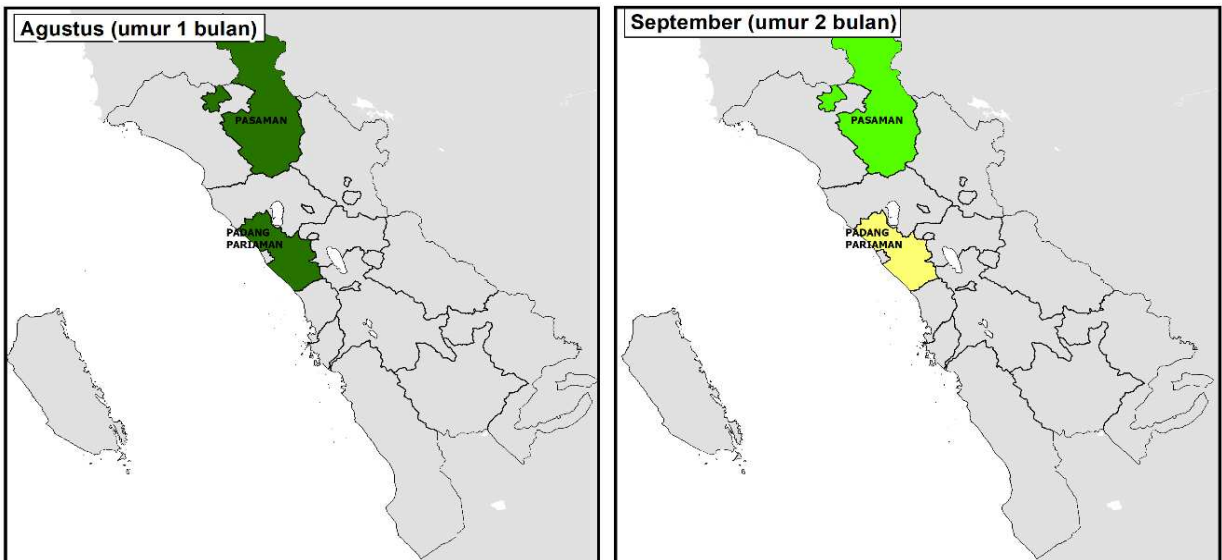 Agustus (umur 1 bulan)
PASAMAN
PADANG
PARIAMAN
September (umur 2 bulan)
PASAMAN
PADANG
PARIAMAN